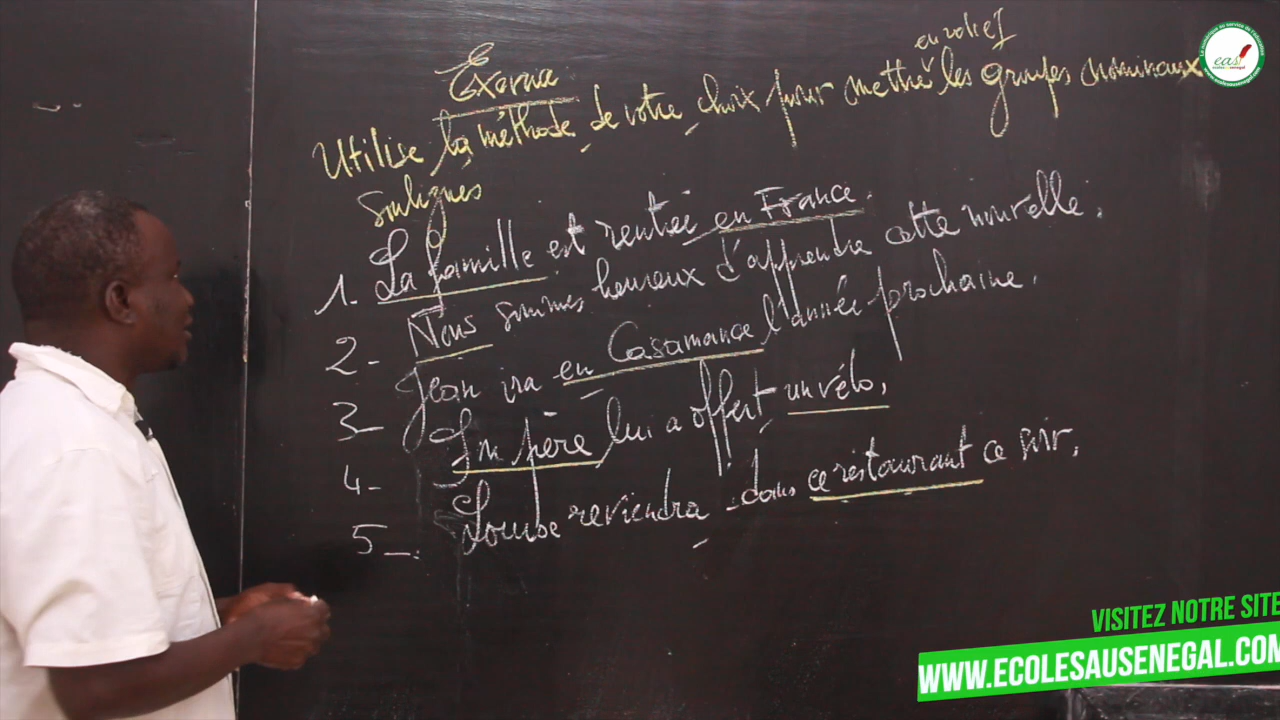 Exercice
Utilise la méthode de votre choix pour mettre en relief les groupes nominaux
soulignés
1. La famille est rentrée en France.
2- Nous sommes heureux d'apprendre cette nouvelle.
3- Jean ira en Casamance l'année prochaine.
4- Son père lui a offert un vélo.
5- reviendra dans ce restaurant ce soir.
eas
VISITEZ NOTRE SITE
WWW.ECOLESAUSENEGAL.COM